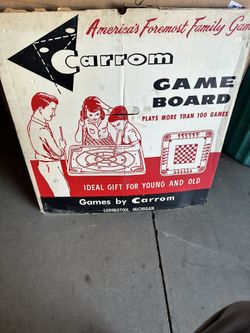 America's Foremost Family Gam
Carrom
GAME
BOARD
PLAYS MORE THAN 100 GAMES
IDEAL GIFT FOR YOUNG AND OLD
Games by Carrom
LUDINGTON, MICHIGAN